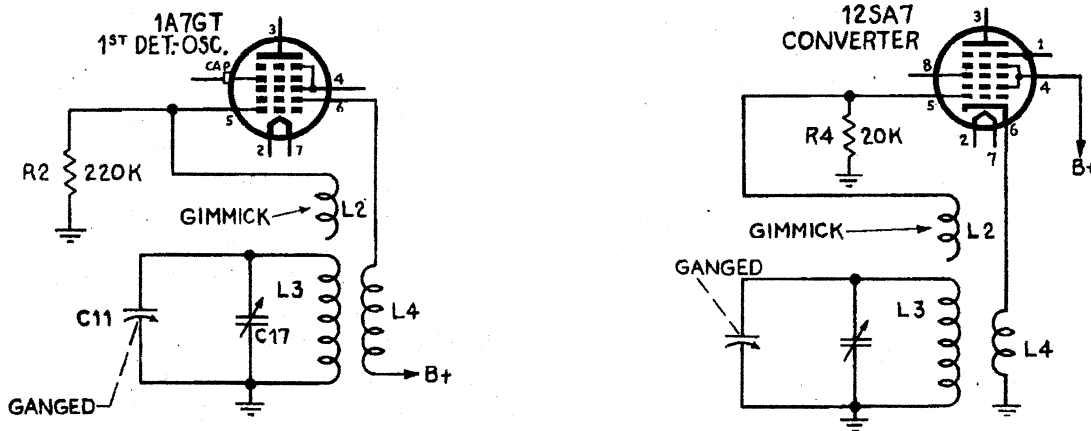 1A7GT
1ST DET.-OSC.
3
CAP
4
6
5
2
7
R2
220K
GIMMICK
L2
L3
C11
C17
L4
B+
GANGED
12SA7
CONVERTER
3
1
8
4
5
2
7
6
R4
20K
B+
GIMMICK
L2
GANGED
L3
L4